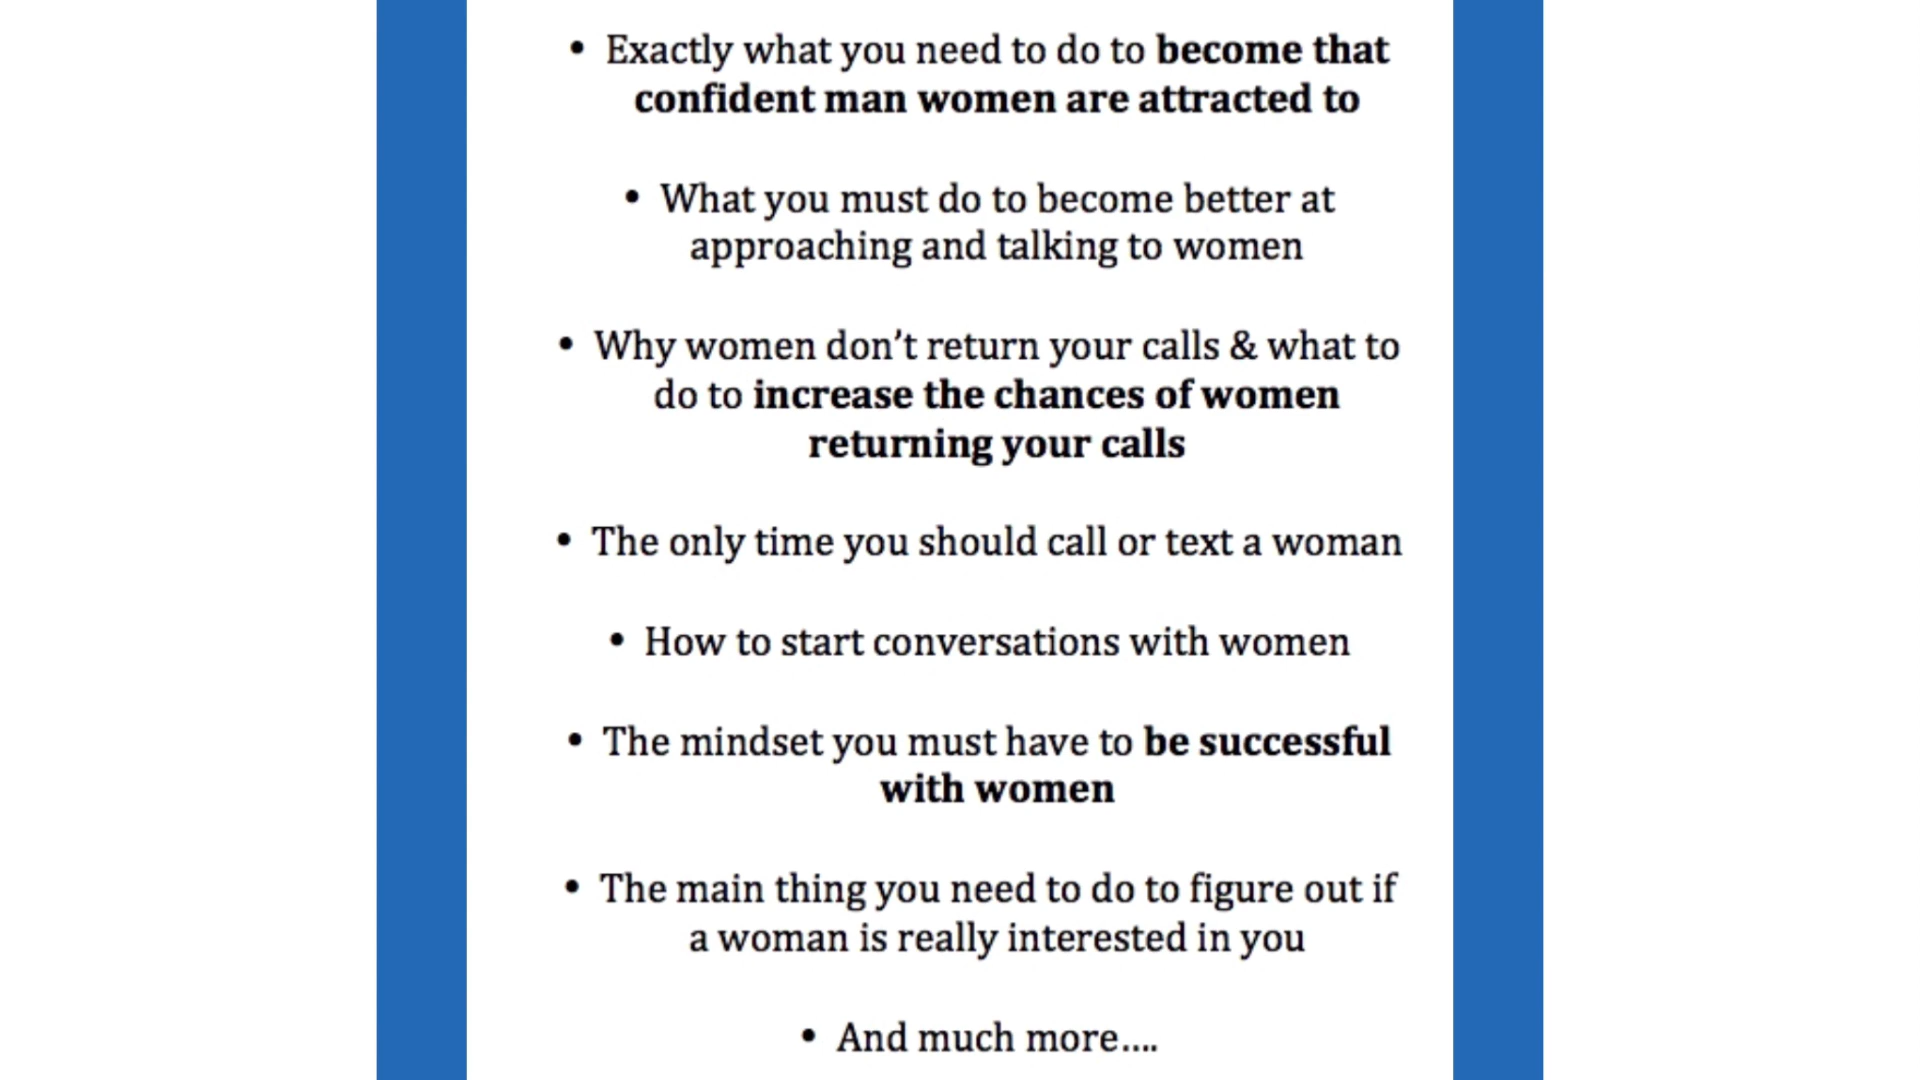 • Exactly what you need to do to become that
confident man women are attracted to
• What you must do to become better at
approaching and talking to women
• Why women don’t return your calls & what to
do to increase the chances of women
returning your calls
• The only time you should call or text a woman
• How to start conversations with women
• The mindset you must have to be successful
with women
• The main thing you need to do to figure out if
a woman is really interested in you
• And much more....